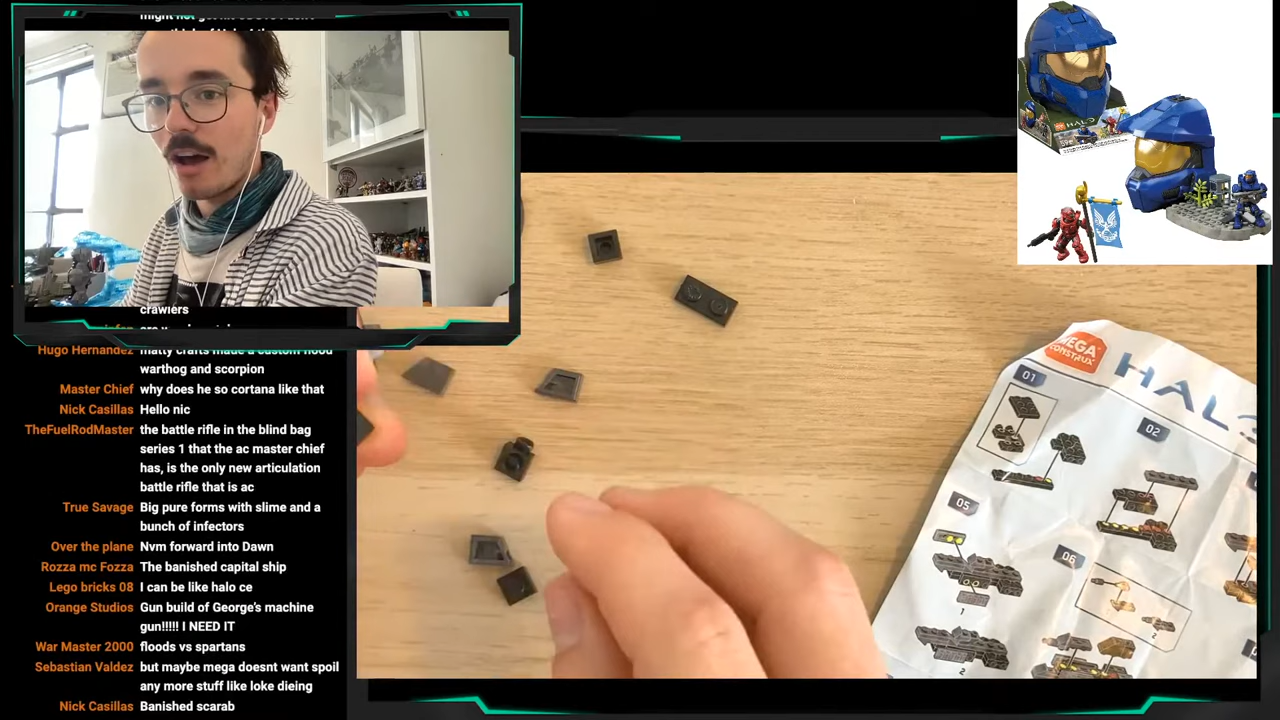 crawlers
Hugo Hernandez matty crafts made a custom flood
warthog and scorpion
Master Chief why does he so cortana like that
Nick Casillas Hello nic
TheFuelRodMaster the battle rifle in the blind bag
series 1 that the ac master chief
has, is the only new articulation
battle rifle that is ac
True Savage Big pure forms with slime and a
bunch of infectors
Over the plane Nvm forward into Dawn
Rozza mc Fozza The banished capital ship
Lego bricks 08 I can be like halo ce
Orange Studios Gun build of George's machine
gun!!!!! I NEED IT
War Master 2000 floods vs spartans
Sebastian Valdez but maybe mega doesnt want spoil
any more stuff like loke dieing
Nick Casillas Banished scarab
HALO
MEGA
CONSTRUX
HALO
01
02
05
06
1
2
2